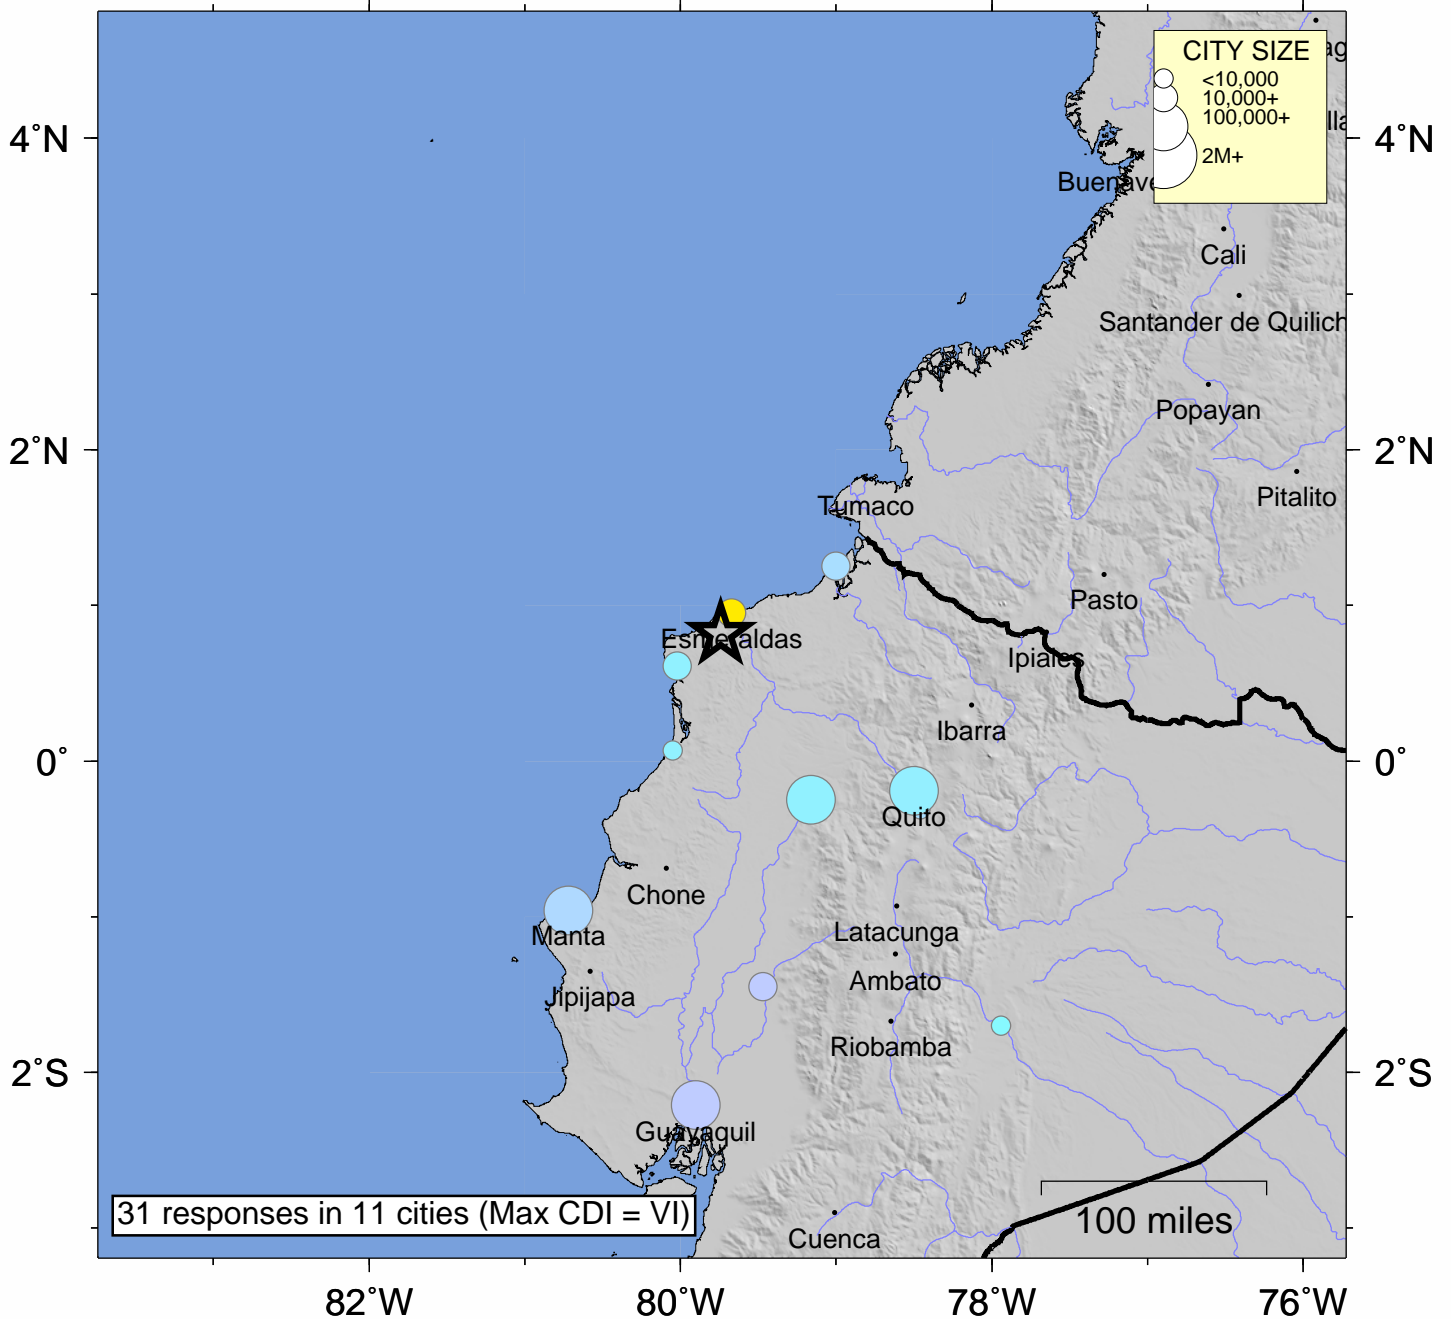 CITY SIZE
<10,000
10,000+
100,000+
2M+
4˚N
4˚N
Cali
Santander de Quilich
Popayan
2˚N
2˚N
Pitalito
Tumaco
Pasto
Esmeraldas
Ipiales
Ibarra
0˚
0˚
Quito
Chone
Latacunga
Manta
Ambato
Jipijapa
Riobamba
2˚S
2˚S
Guayaquil
31 responses in 11 cities (Max CDI = VI)
100 miles
Cuenca
82˚W
80˚W
78˚W
76˚W